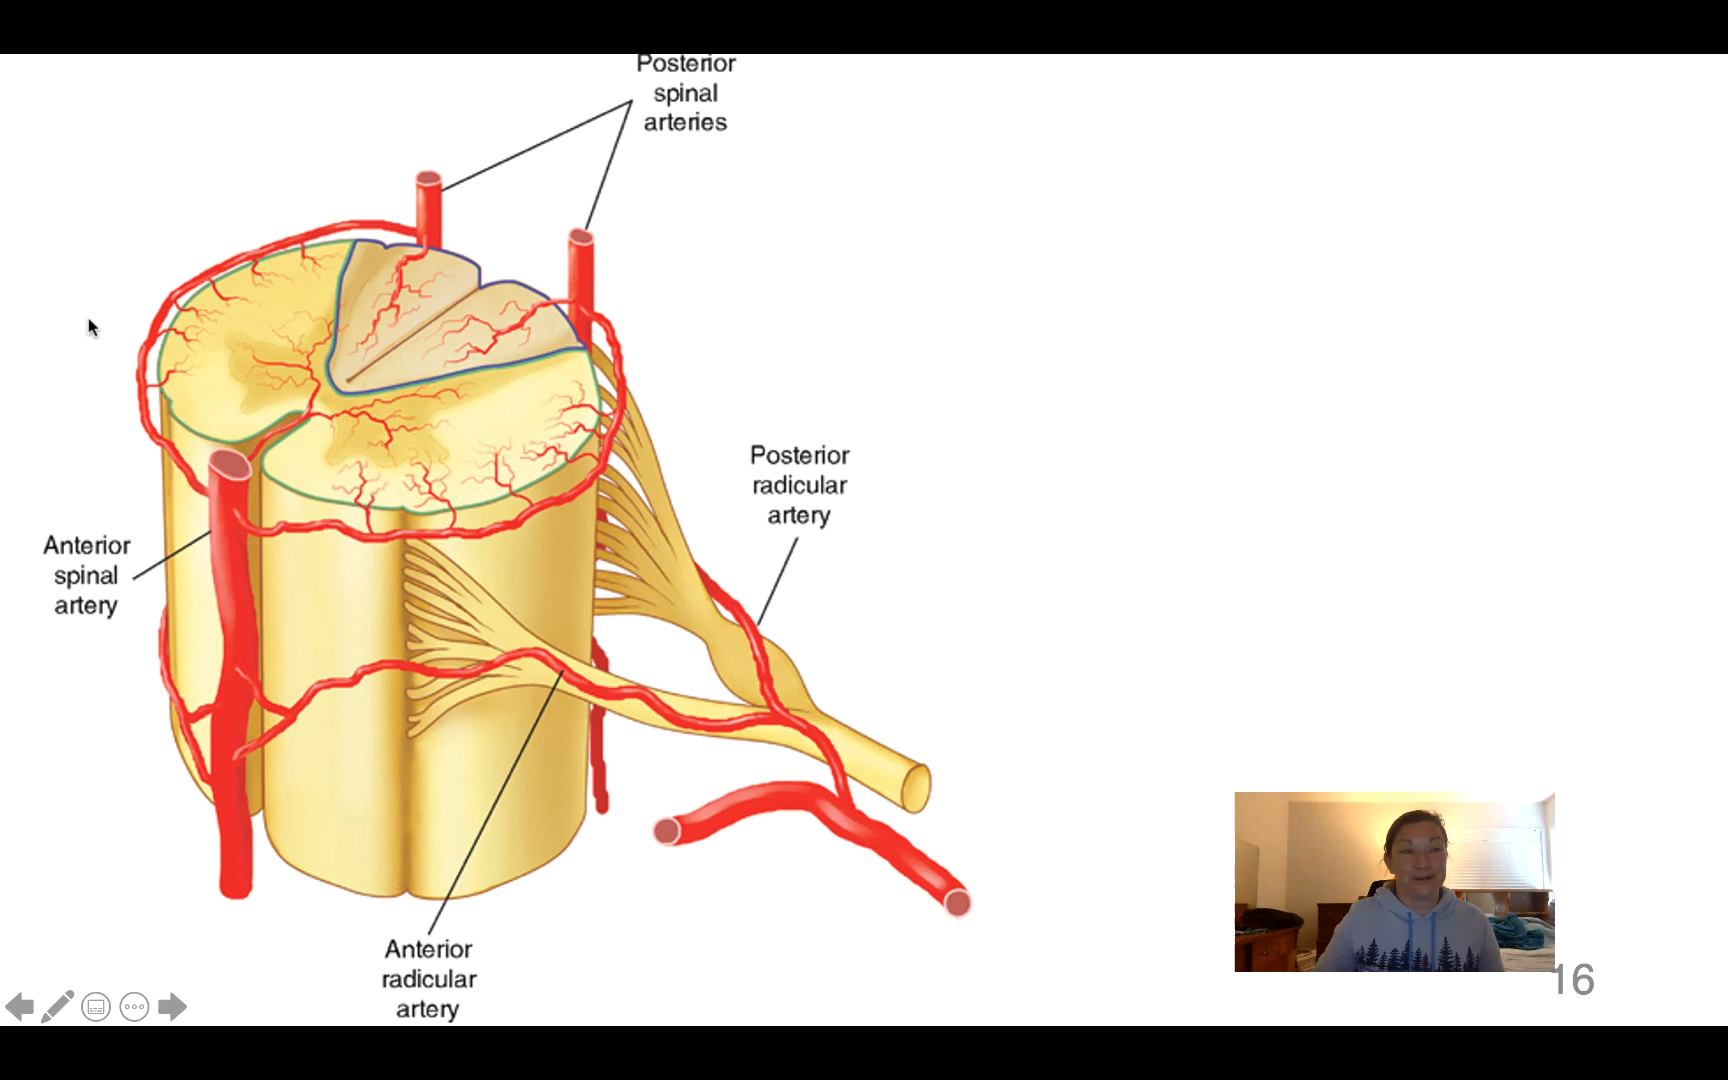 Posterior
spinal
arteries
Posterior
radicular
artery
Anterior
spinal
artery
Anterior
radicular
artery
16